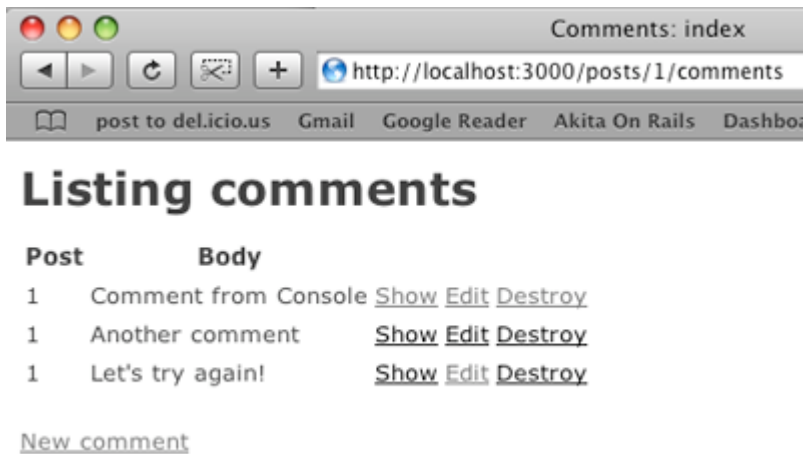 Comments: index
http://localhost:3000/posts/1/comments
post to del.icio.us Gmail Google Reader Akita On Rails
Listing comments
Post Body
1 Comment from Console Show Edit Destroy
1 Another comment Show Edit Destroy
1 Let's try again! Show Edit Destroy
New comment